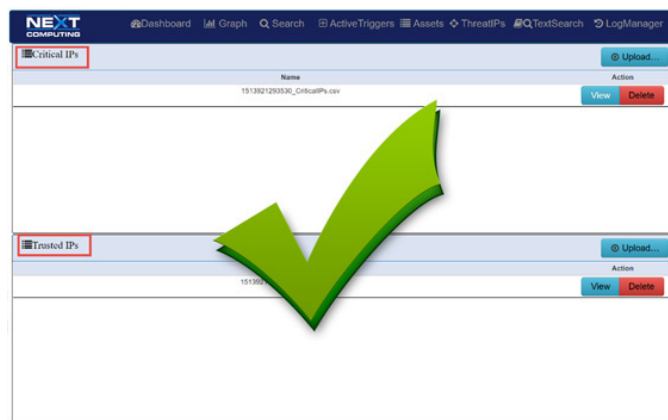 NEXT COMPUTING
Dashboard Graph Search ActiveTriggers Assets ThreatIPs TextSearch LogManager
Critical IPs Upload...
Name Action
1513921293530_CriticalIPs.csv View Delete
Trusted IPs Upload...
Action
View Delete